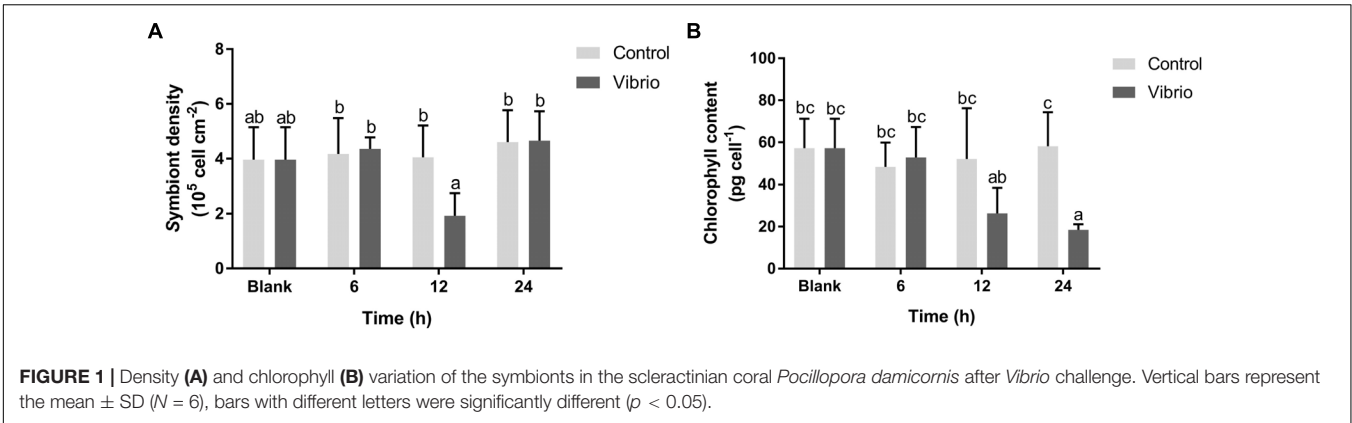 A
8
6
4
2
0
Symbiont density
(10⁵ cell cm⁻²)
ab ab b b b a b b
Blank 6 12 24
Time (h)
Control
Vibrio
B
100
80
60
40
20
0
Chlorophyll content
(pg cell⁻¹)
bc bc bc bc bc ab c a
Blank 6 12 24
Time (h)
Control
Vibrio
FIGURE 1 | Density (A) and chlorophyll (B) variation of the symbionts in the scleractinian coral Pocillopora damicornis after Vibrio challenge. Vertical bars represent
the mean ± SD (N = 6), bars with different letters were significantly different (p < 0.05).